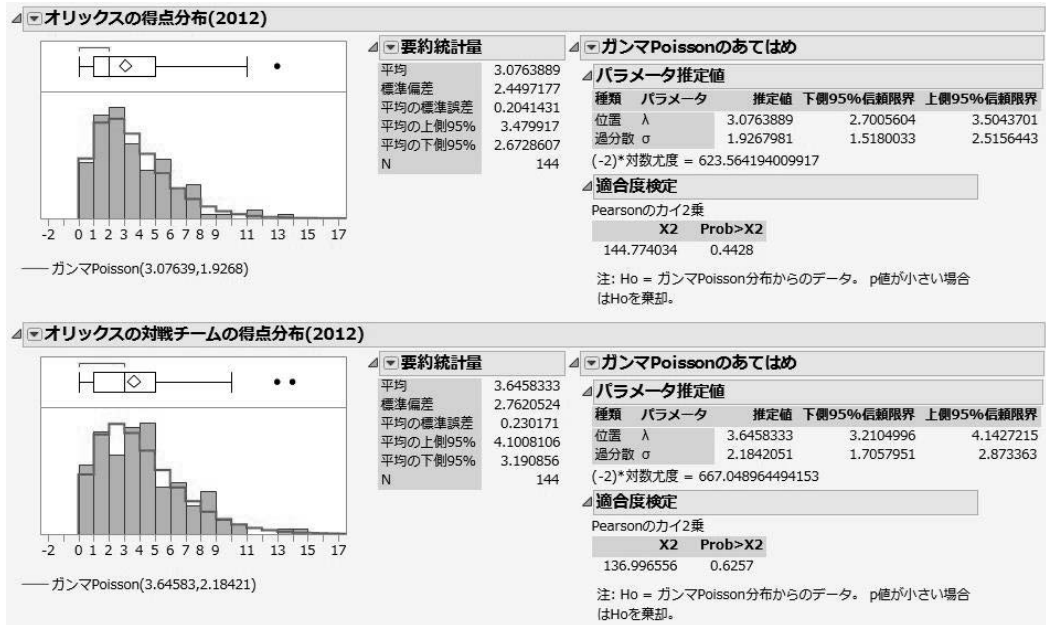 オリックスの得点分布(2012)
-2 0 1 2 3 4 5 6 7 8 9 11 13 15 17
ガンマPoisson(3.07639,1.9268)
要約統計量
平均 3.0763889
標準偏差 2.4497177
平均の標準誤差 0.2041431
平均の上側95% 3.479917
平均の下側95% 2.6728607
N 144
ガンマPoissonのあてはめ
パラメータ推定値
種類 パラメータ 推定値 下側95%信頼限界 上側95%信頼限界
位置 λ 3.0763889 2.7005604 3.5043701
過分散 σ 1.9267981 1.5180033 2.5156443
(-2)*対数尤度 = 623.564194009917
適合度検定
Pearsonのカイ2乗
X2 Prob>X2
144.774034 0.4428
注: Ho = ガンマPoisson分布からのデータ。 p値が小さい場合
はHoを棄却。
オリックスの対戦チームの得点分布(2012)
-2 0 1 2 3 4 5 6 7 8 9 11 13 15 17
ガンマPoisson(3.64583,2.18421)
要約統計量
平均 3.6458333
標準偏差 2.7620524
平均の標準誤差 0.230171
平均の上側95% 4.1008106
平均の下側95% 3.190856
N 144
ガンマPoissonのあてはめ
パラメータ推定値
種類 パラメータ 推定値 下側95%信頼限界 上側95%信頼限界
位置 λ 3.6458333 3.2104996 4.1427215
過分散 σ 2.1842051 1.7057951 2.873363
(-2)*対数尤度 = 667.048964494153
適合度検定
Pearsonのカイ2乗
X2 Prob>X2
136.996556 0.6257
注: Ho = ガンマPoisson分布からのデータ。 p値が小さい場合
はHoを棄却。